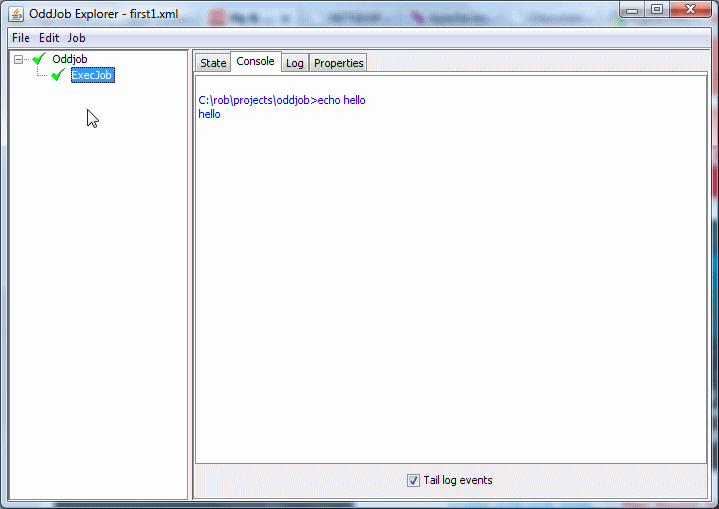 OddJob Explorer - first1.xml
File Edit Job
Oddjob
ExecJob
State Console Log Properties
C:\rob\projects\oddjob>echo hello
hello
Tail log events